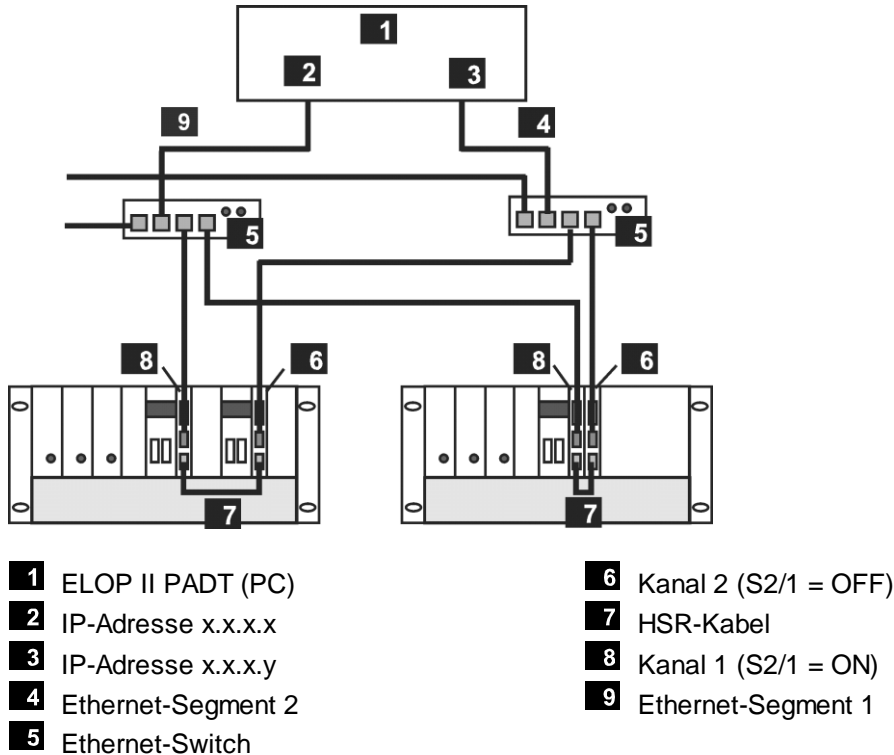 1
2
3
9
4
5
5
8
6
8
6
7
7
1 ELOP II PADT (PC)
2 IP-Adresse x.x.x.x
3 IP-Adresse x.x.x.y
4 Ethernet-Segment 2
5 Ethernet-Switch
6 Kanal 2 (S2/1 = OFF)
7 HSR-Kabel
8 Kanal 1 (S2/1 = ON)
9 Ethernet-Segment 1